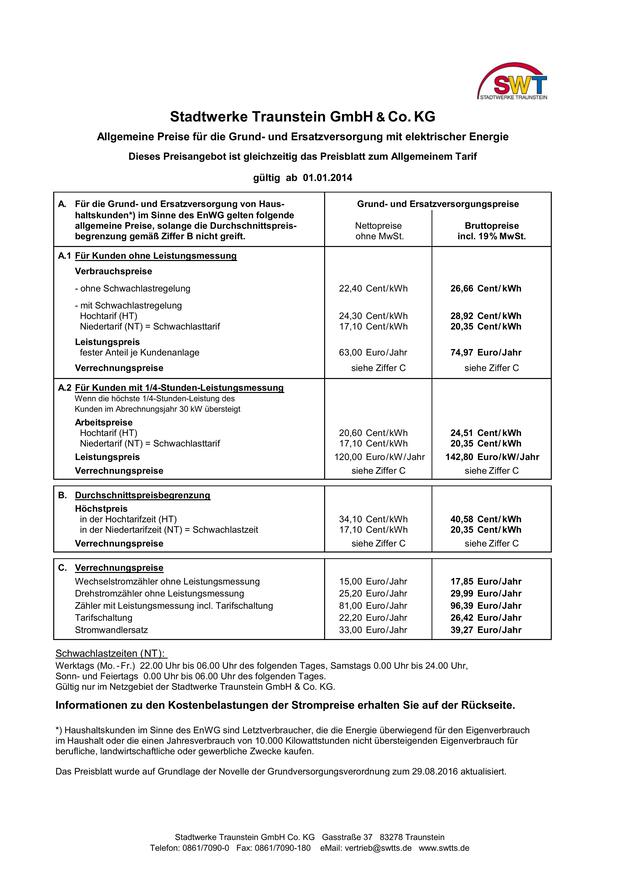 SWT
STADTWERKE TRAUNSTEIN
Stadtwerke Traunstein GmbH & Co. KG
Allgemeine Preise für die Grund- und Ersatzversorgung mit elektrischer Energie
Dieses Preisangebot ist gleichzeitig das Preisblatt zum Allgemeinem Tarif
gültig ab 01.01.2014
A. Für die Grund- und Ersatzversorgung von Haus- Grund- und Ersatzversorgungspreise
haltskunden*) im Sinne des EnWG gelten folgende
allgemeine Preise, solange die Durchschnittspreis- Nettopreise Bruttopreise
begrenzung gemäß Ziffer B nicht greift. ohne MwSt. incl. 19% MwSt.
A.1 Für Kunden ohne Leistungsmessung
Verbrauchspreise
- ohne Schwachlastregelung 22,40 Cent/kWh 26,66 Cent/kWh
- mit Schwachlastregelung
Hochtarif (HT) 24,30 Cent/kWh 28,92 Cent/kWh
Niedertarif (NT) = Schwachlasttarif 17,10 Cent/kWh 20,35 Cent/kWh
Leistungspreis
fester Anteil je Kundenanlage 63,00 Euro/Jahr 74,97 Euro/Jahr
Verrechnungspreise siehe Ziffer C siehe Ziffer C
A.2 Für Kunden mit 1/4-Stunden-Leistungsmessung
Wenn die höchste 1/4-Stunden-Leistung des
Kunden im Abrechnungsjahr 30 kW übersteigt
Arbeitspreise
Hochtarif (HT) 20,60 Cent/kWh 24,51 Cent/kWh
Niedertarif (NT) = Schwachlasttarif 17,10 Cent/kWh 20,35 Cent/kWh
Leistungspreis 120,00 Euro/kW/Jahr 142,80 Euro/kW/Jahr
Verrechnungspreise siehe Ziffer C siehe Ziffer C
B. Durchschnittspreisbegrenzung
Höchstpreis
in der Hochtarifzeit (HT) 34,10 Cent/kWh 40,58 Cent/kWh
in der Niedertarifzeit (NT) = Schwachlastzeit 17,10 Cent/kWh 20,35 Cent/kWh
Verrechnungspreise siehe Ziffer C siehe Ziffer C
C. Verrechnungspreise
Wechselstromzähler ohne Leistungsmessung 15,00 Euro/Jahr 17,85 Euro/Jahr
Drehstromzähler ohne Leistungsmessung 25,20 Euro/Jahr 29,99 Euro/Jahr
Zähler mit Leistungsmessung incl. Tarifschaltung 81,00 Euro/Jahr 96,39 Euro/Jahr
Tarifschaltung 22,20 Euro/Jahr 26,42 Euro/Jahr
Stromwandlersatz 33,00 Euro/Jahr 39,27 Euro/Jahr
Schwachlastzeiten (NT):
Werktags (Mo.-Fr.) 22.00 Uhr bis 06.00 Uhr des folgenden Tages, Samstags 0.00 Uhr bis 24.00 Uhr,
Sonn- und Feiertags 0.00 Uhr bis 06.00 Uhr des folgenden Tages.
Gültig nur im Netzgebiet der Stadtwerke Traunstein GmbH & Co. KG.
Informationen zu den Kostenbelastungen der Strompreise erhalten Sie auf der Rückseite.
*) Haushaltskunden im Sinne des EnWG sind Letztverbraucher, die die Energie überwiegend für den Eigenverbrauch
im Haushalt oder die einen Jahresverbrauch von 10.000 Kilowattstunden nicht übersteigenden Eigenverbrauch für
berufliche, landwirtschaftliche oder gewerbliche Zwecke kaufen.
Das Preisblatt wurde auf Grundlage der Novelle der Grundversorgungsverordnung zum 29.08.2016 aktualisiert.
Stadtwerke Traunstein GmbH Co. KG Gasstraße 37 83278 Traunstein
Telefon: 0861/7090-0 Fax: 0861/7090-180 eMail: vertrieb@swtts.de www.swtts.de